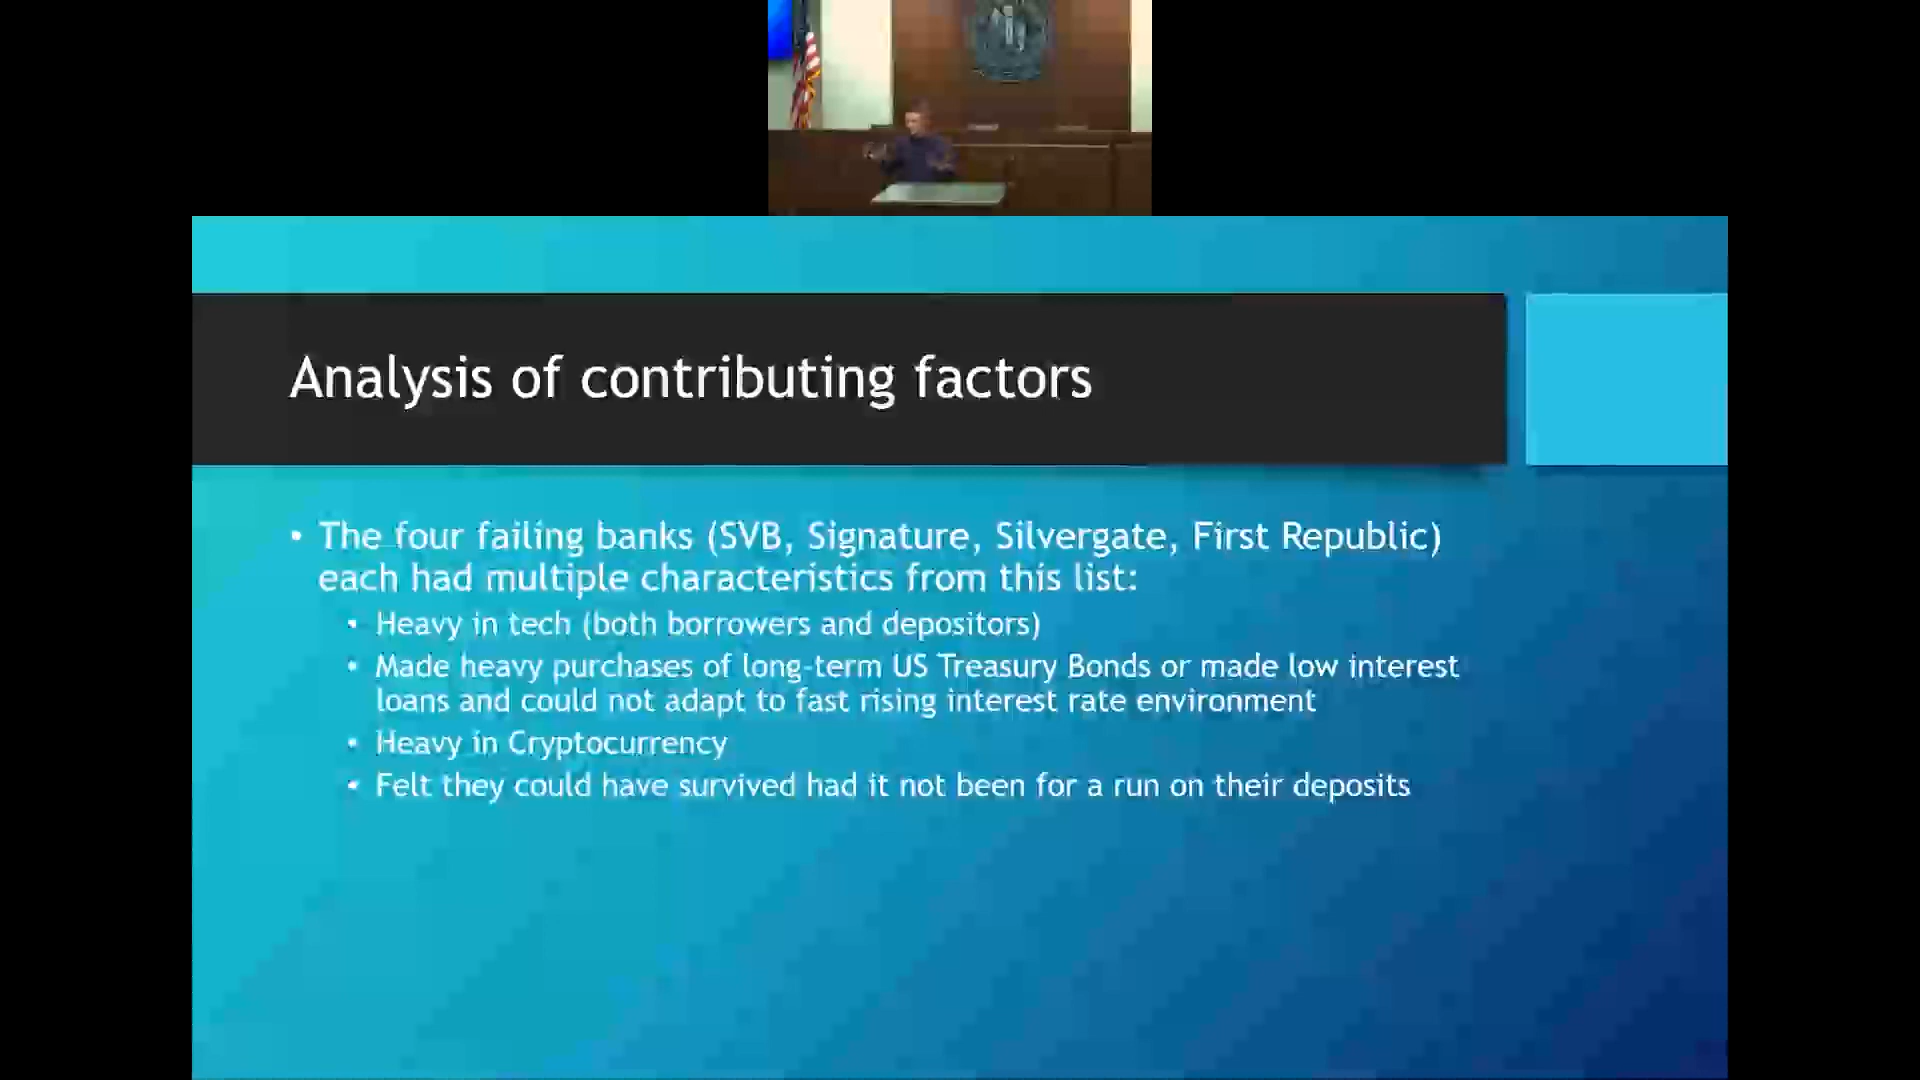 Analysis of contributing factors
• The four failing banks (SVB, Signature, Silvergate, First Republic)
each had multiple characteristics from this list:
• Heavy in tech (both borrowers and depositors)
• Made heavy purchases of long-term US Treasury Bonds or made low interest
loans and could not adapt to fast rising interest rate environment
• Heavy in Cryptocurrency
• Felt they could have survived had it not been for a run on their deposits